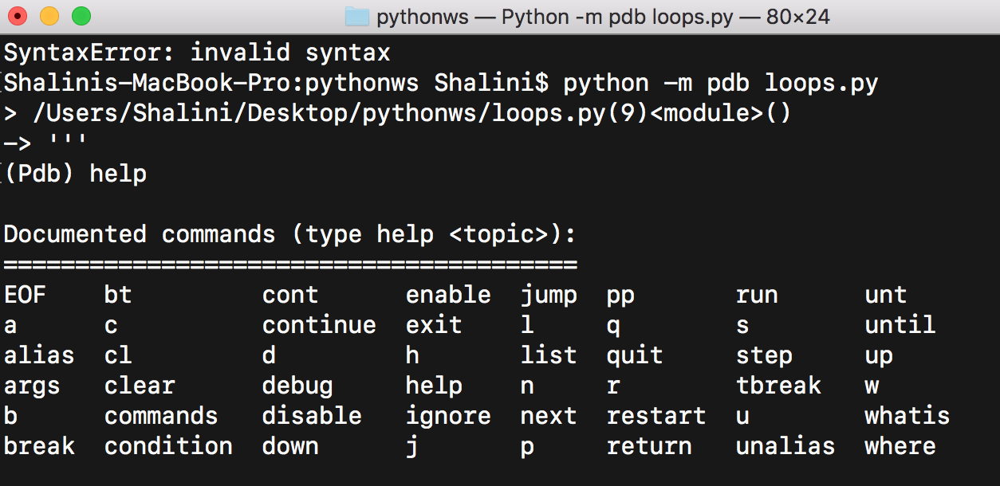 pythonws — Python -m pdb loops.py — 80×24
SyntaxError: invalid syntax
Shalinis-MacBook-Pro:pythonws Shalini$ python -m pdb loops.py
> /Users/Shalini/Desktop/pythonws/loops.py(9)<module>()
-> '''
(Pdb) help
Documented commands (type help <topic>):
========================================
EOF bt cont enable jump pp run unt
a c continue exit l q s until
alias cl d h list quit step up
args clear debug help n r tbreak w
b commands disable ignore next restart u whatis
break condition down j p return unalias where